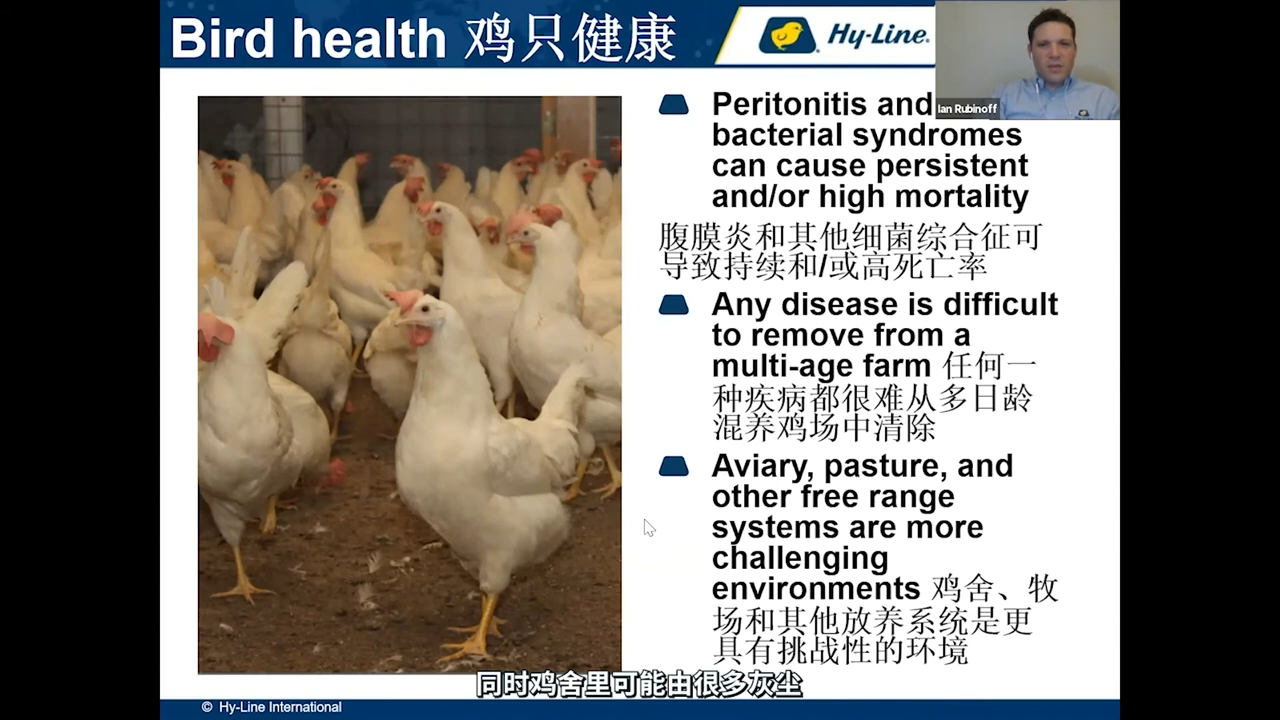 Bird health 鸡只健康
Hy-Line
Ian Rubinoff
Peritonitis and
bacterial syndromes
can cause persistent
and/or high mortality
腹膜炎和其他细菌综合征可
导致持续和/或高死亡率
Any disease is difficult
to remove from a
multi-age farm 任何一
种疾病都很难从多日龄
混养鸡场中清除
Aviary, pasture, and
other free range
systems are more
challenging
environments 鸡舍、牧
场和其他放养系统是更
具有挑战性的环境
同时鸡舍里可能由很多灰尘
© Hy-Line International